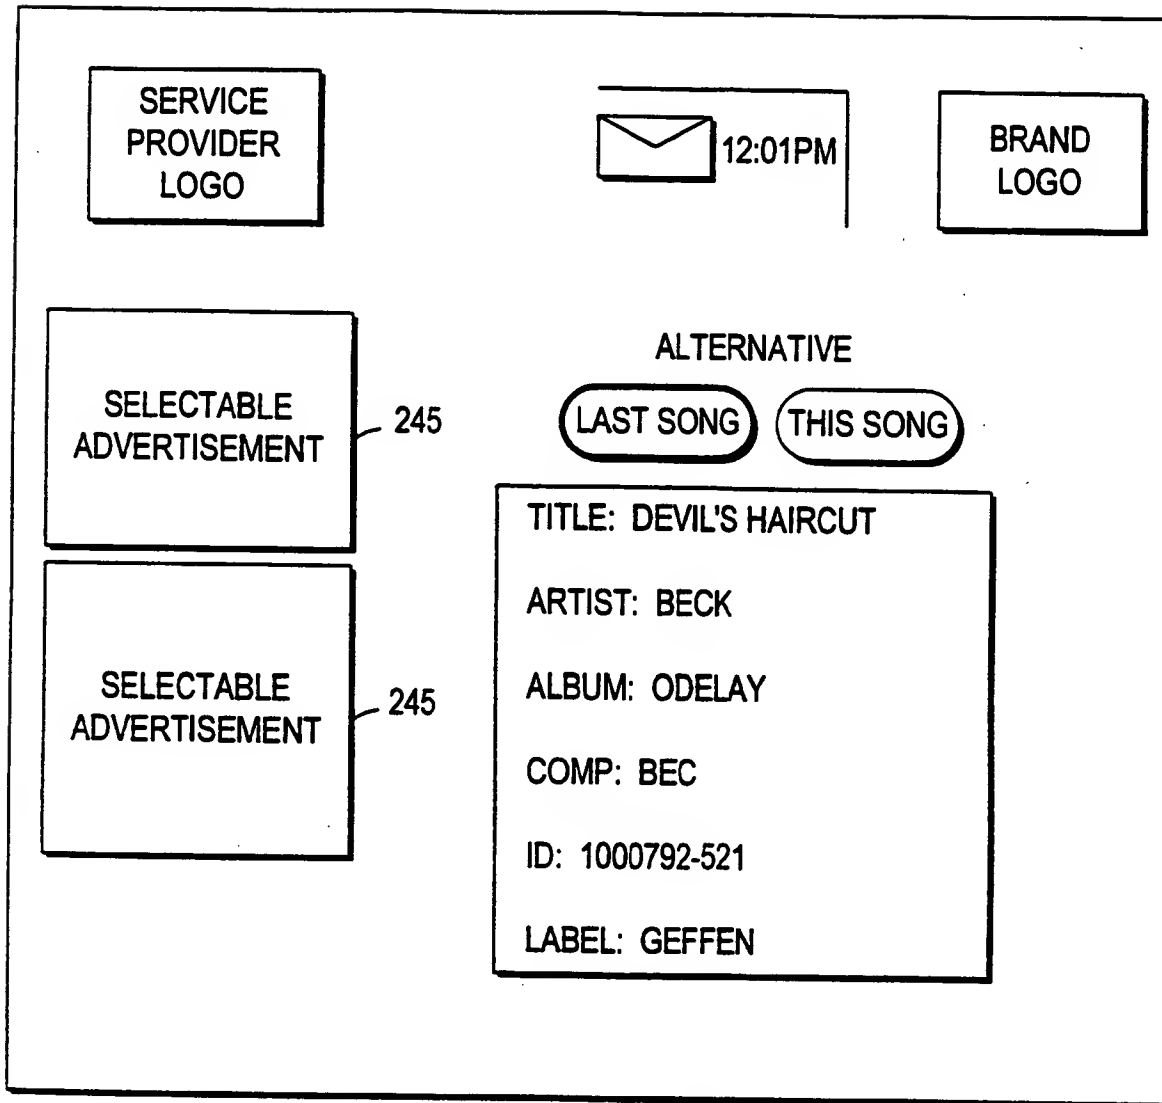 SERVICE
PROVIDER
LOGO
12:01PM
BRAND
LOGO
SELECTABLE
ADVERTISEMENT
245
ALTERNATIVE
LAST SONG
THIS SONG
TITLE: DEVIL'S HAIRCUT
ARTIST: BECK
ALBUM: ODELAY
COMP: BEC
ID: 1000792-521
LABEL: GEFFEN
SELECTABLE
ADVERTISEMENT
245